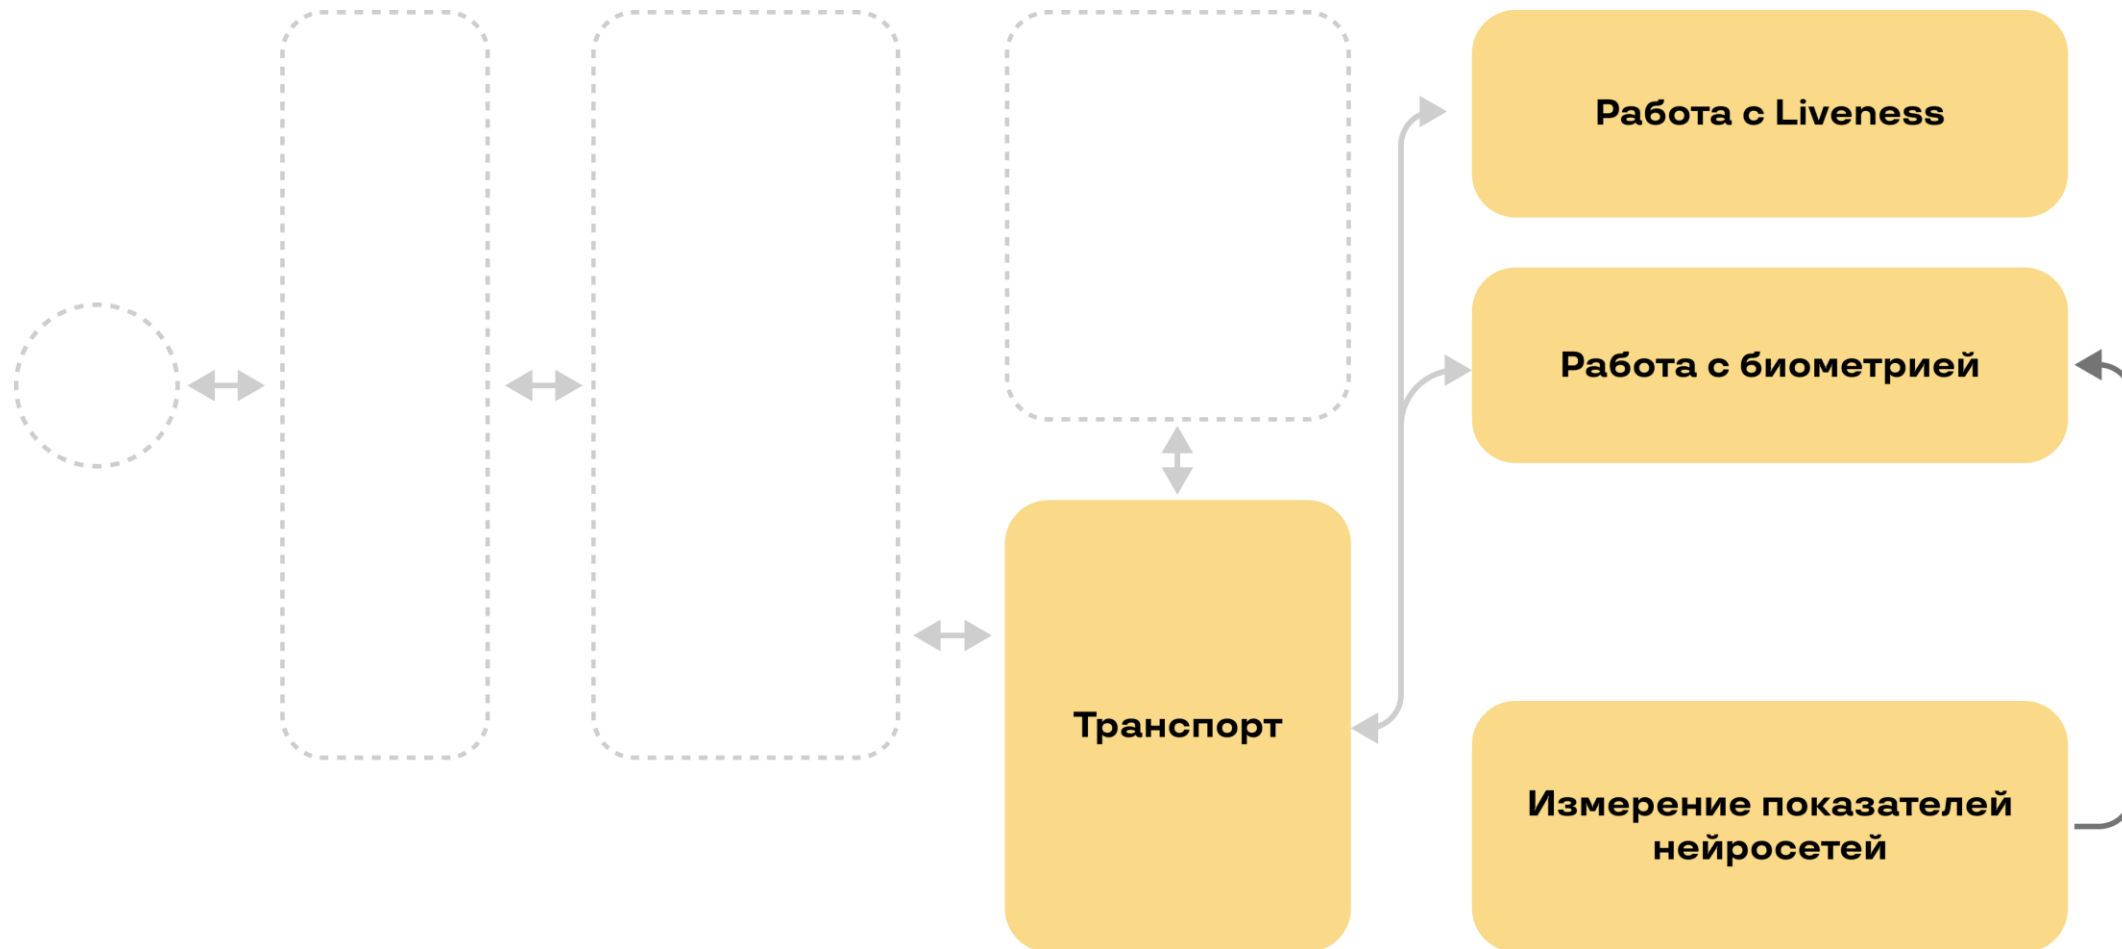 Работа с Liveness
Работа с биометрией
Транспорт
Измерение показателей
нейросетей